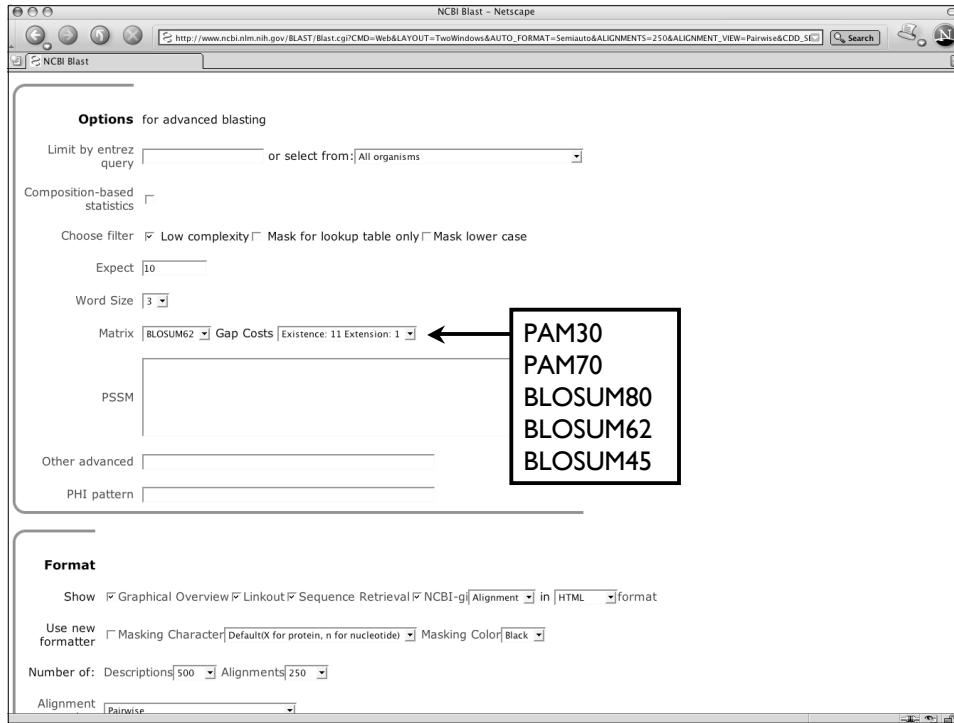 NCBI Blast - Netscape
http://www.ncbi.nlm.nih.gov/BLAST/Blast.cgi?CMD=Web&LAYOUT=TwoWindows&AUTO_FORMAT=Semiauto&ALIGNMENTS=250&ALIGNMENT_VIEW=Pairwise&CDD_SE Search N
NCBI Blast
Options for advanced blasting
Limit by entrez query or select from: All organisms
Composition-based statistics
Choose filter Low complexity Mask for lookup table only Mask lower case
Expect 10
Word Size 3
Matrix BLOSUM62 Gap Costs Existence: 11 Extension: 1
PAM30
PAM70
BLOSUM80
BLOSUM62
BLOSUM45
PSSM
Other advanced
PHI pattern
Format
Show Graphical Overview Linkout Sequence Retrieval NCBI-gi Alignment in HTML format
Use new formatter Masking Character Default(X for protein, n for nucleotide) Masking Color Black
Number of: Descriptions 500 Alignments 250
Alignment Pairwise